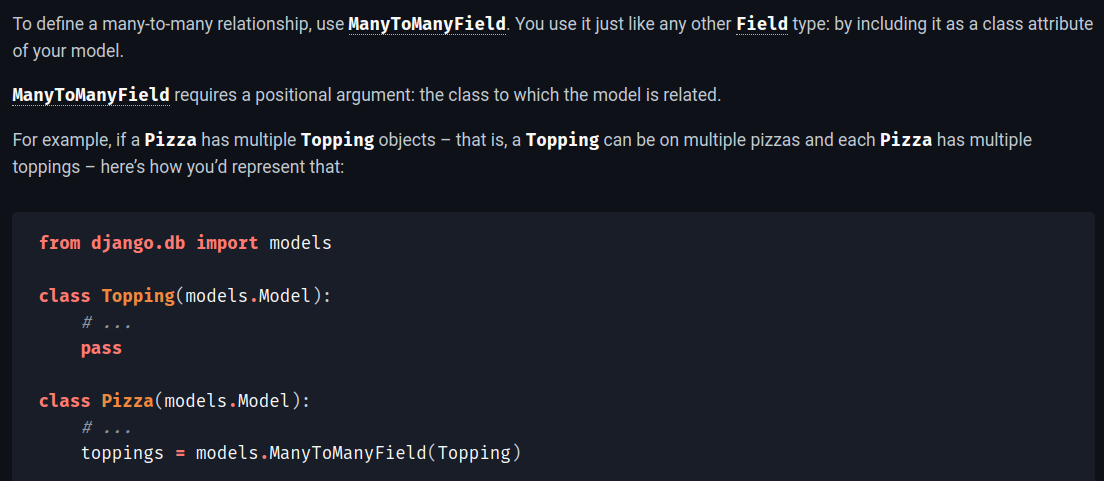 To define a many-to-many relationship, use ManyToManyField. You use it just like any other Field type: by including it as a class attribute
of your model.
ManyToManyField requires a positional argument: the class to which the model is related.
For example, if a Pizza has multiple Topping objects – that is, a Topping can be on multiple pizzas and each Pizza has multiple
toppings – here’s how you’d represent that:
from django.db import models
class Topping(models.Model):
    # ...
    pass
class Pizza(models.Model):
    # ...
    toppings = models.ManyToManyField(Topping)